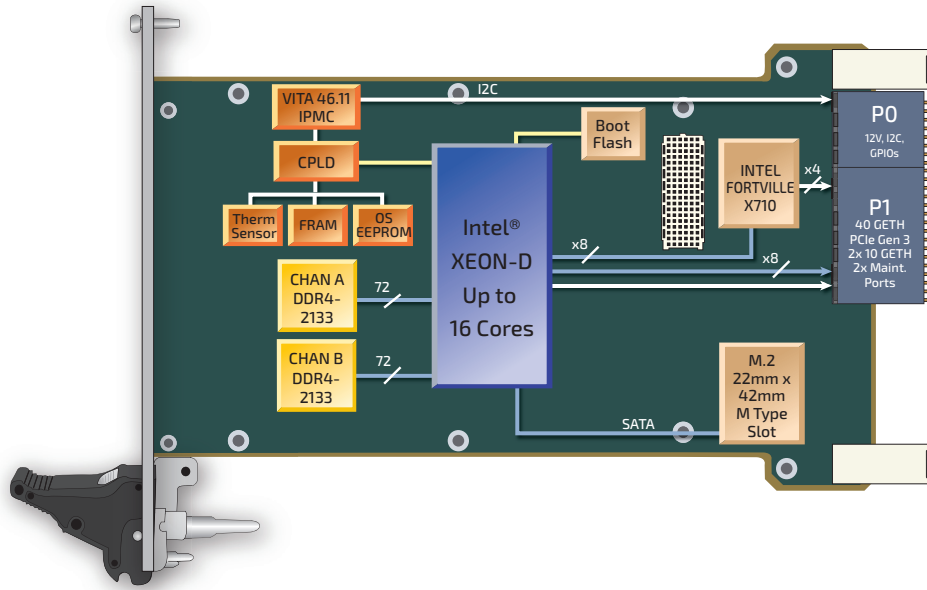 VITA 46.11
IPMC
I2C
CPLD
Therm
Sensor
FRAM
OS
EEPROM
CHAN A
DDR4-
2133
72
CHAN B
DDR4-
2133
72
Intel®
XEON-D
Up to
16 Cores
Boot
Flash
INTEL
FORTVILLE
X710
x4
x8
x8
SATA
M.2
22mm x
42mm
M Type
Slot
P0
12V, I2C,
GPIOs
P1
40 GETH
PCIe Gen 3
2x 10 GETH
2x Maint.
Ports